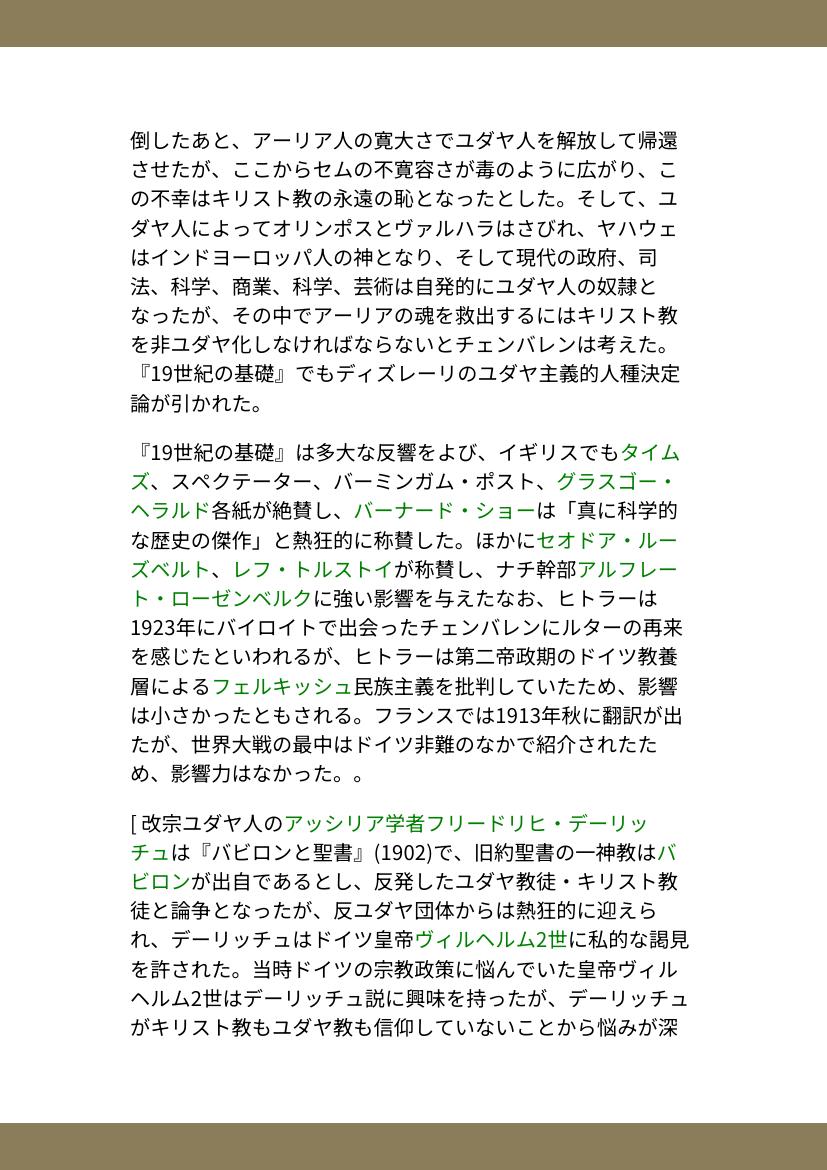 倒したあと、アーリア人の寛大さでユダヤ人を解放して帰還
させたが、ここからセムの不寛容さが毒のように広がり、こ
の不幸はキリスト教の永遠の恥となったとした。そして、ユ
ダヤ人によってオリンポスとヴァルハラはさびれ、ヤハウェ
はインドヨーロッパ人の神となり、そして現代の政府、司
法、科学、商業、科学、芸術は自発的にユダヤ人の奴隷と
なったが、その中でアーリアの魂を救出するにはキリスト教
を非ユダヤ化しなければならないとチェンバレンは考えた。
『19世紀の基礎』でもディズレーリのユダヤ主義的人種決定
論が引かれた。
『19世紀の基礎』は多大な反響をよび、イギリスでもタイム
ズ、スペクテーター、バーミンガム・ポスト、グラスゴー・
ヘラルド各紙が絶賛し、バーナード・ショーは「真に科学的
な歴史の傑作」と熱狂的に称賛した。ほかにセオドア・ルー
ズベルト、レフ・トルストイが称賛し、ナチ幹部アルフレー
ト・ローゼンベルクに強い影響を与えたなお、ヒトラーは
1923年にバイロイトで出会ったチェンバレンにルターの再来
を感じたといわれるが、ヒトラーは第二帝政期のドイツ教養
層によるフェルキッシュ民族主義を批判していたため、影響
は小さかったともされる。フランスでは1913年秋に翻訳が出
たが、世界大戦の最中はドイツ非難のなかで紹介されたた
め、影響力はなかった。。
[ 改宗ユダヤ人のアッシリア学者フリードリヒ・デーリッ
チュは『バビロンと聖書』(1902)で、旧約聖書の一神教はバ
ビロンが出自であるとし、反発したユダヤ教徒・キリスト教
徒と論争となったが、反ユダヤ団体からは熱狂的に迎えら
れ、デーリッチュはドイツ皇帝ヴィルヘルム2世に私的な謁見
を許された。当時ドイツの宗教政策に悩んでいた皇帝ヴィル
ヘルム2世はデーリッチュ説に興味を持ったが、デーリッチュ
がキリスト教もユダヤ教も信仰していないことから悩みが深